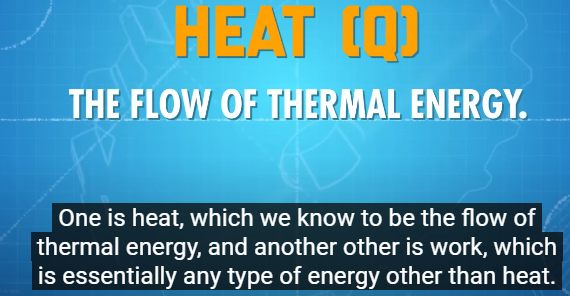 HEAT (Q)
THE FLOW OF THERMAL ENERGY.
One is heat, which we know to be the flow of
thermal energy, and another other is work, which
is essentially any type of energy other than heat.